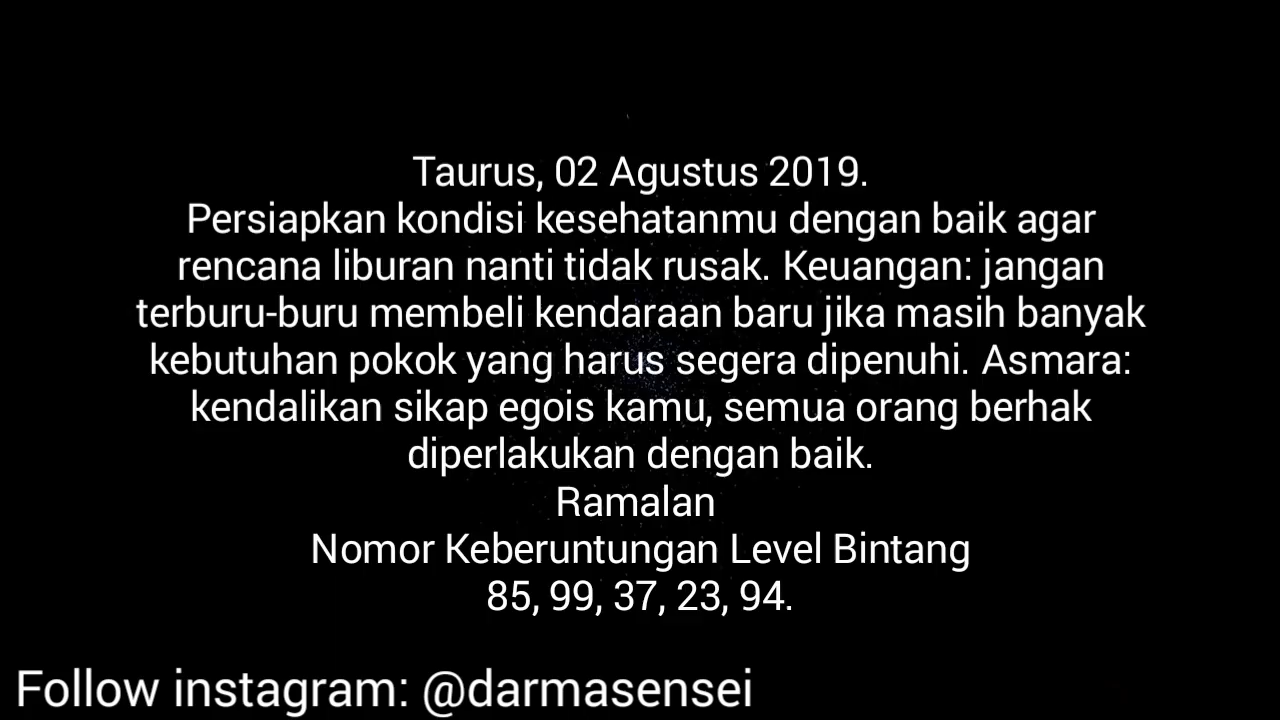 Taurus, 02 Agustus 2019.
Persiapkan kondisi kesehatanmu dengan baik agar
rencana liburan nanti tidak rusak. Keuangan: jangan
terburu-buru membeli kendaraan baru jika masih banyak
kebutuhan pokok yang harus segera dipenuhi. Asmara:
kendalikan sikap egois kamu, semua orang berhak
diperlakukan dengan baik.
Ramalan
Nomor Keberuntungan Level Bintang
85, 99, 37, 23, 94.
Follow instagram: @darmasensei